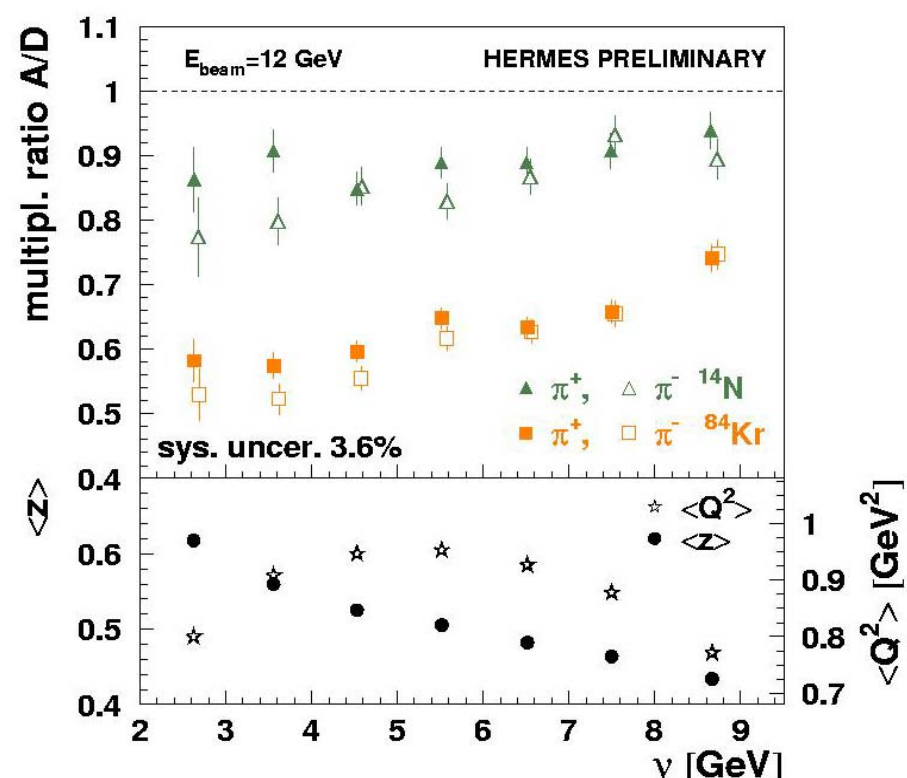 E_beam=12 GeV HERMES PRELIMINARY
multipl. ratio A/D
1.1
1
0.9
0.8
0.7
0.6
0.5
0.4
π⁺, π⁻ ¹⁴N
π⁺, π⁻ ⁸⁴Kr
sys. uncer. 3.6%
<z>
0.6
0.5
0.4
<Q²>
<z>
1
0.9
0.8
0.7
<Q²> [GeV²]
2 3 4 5 6 7 8 9
ν [GeV]